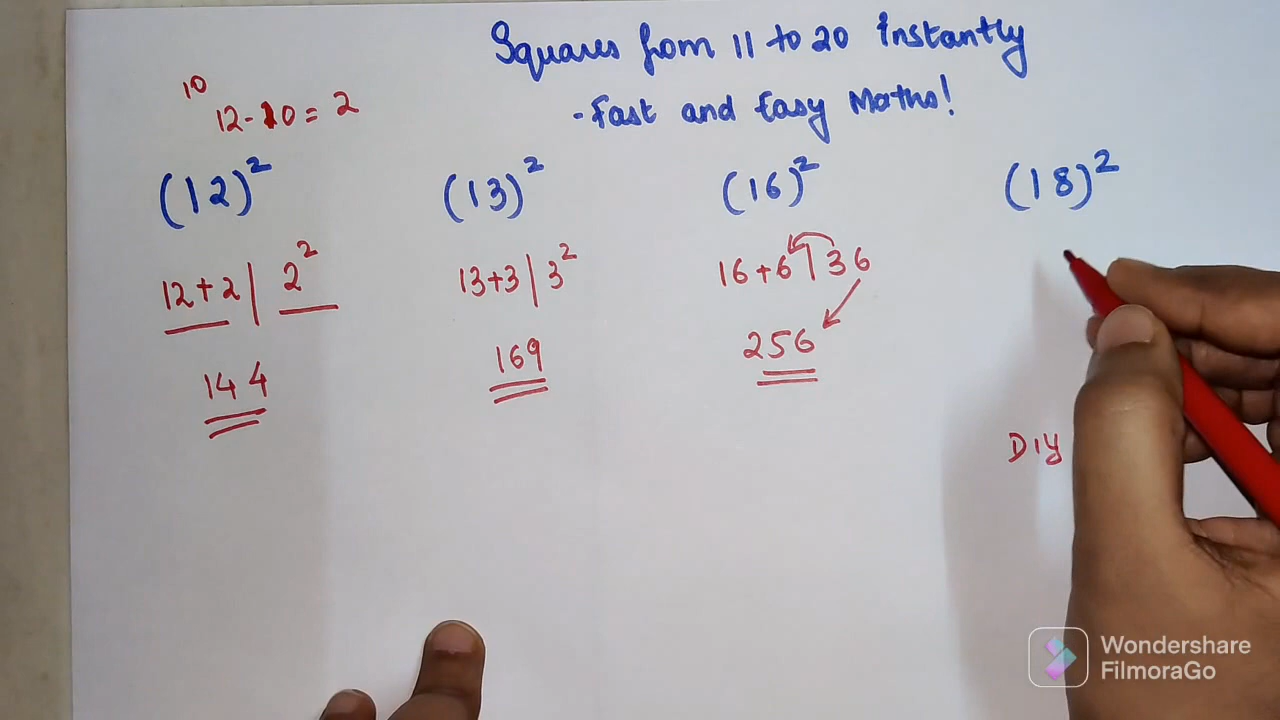 Squares from 11 to 20 Instantly
- Fast and Easy Maths!
10
12-10 = 2
(12)² (13)² (16)² (18)²
12+2 | 2² 13+3 | 3² 16+6 | 36
144 169 256
DIY
Wondershare
FilmoraGo